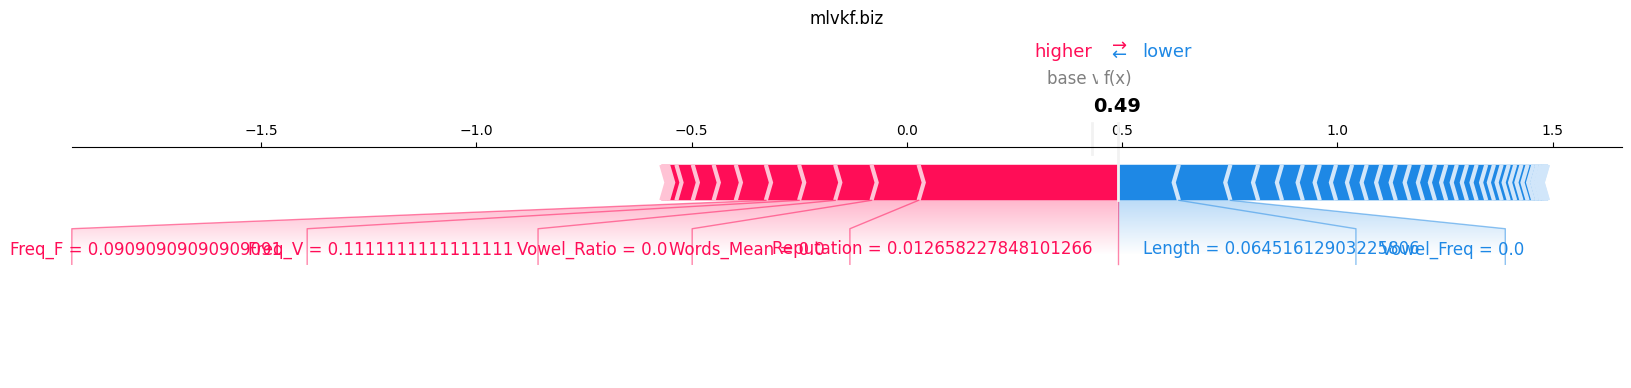 mlvkf.biz
higher ⇄ lower
base v f(x)
0.49
−1.5 −1.0 −0.5 0.0 0.5 1.0 1.5
Freq_F = 0.09090909090909091 Freq_V = 0.1111111111111111 Vowel_Ratio = 0.0 Words_Mean = 0.0 Reputation = 0.012658227848101266 Length = 0.06451612903225806 Vowel_Freq = 0.0